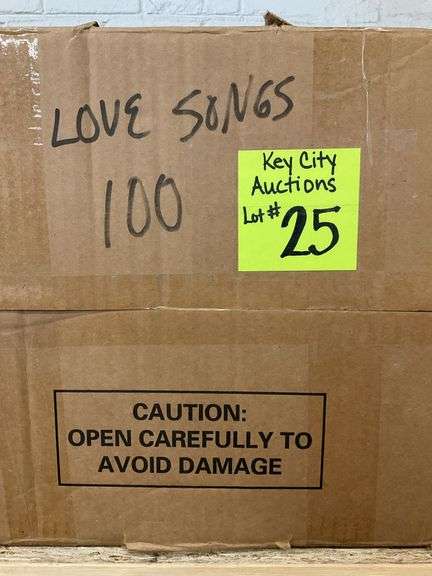 LOVE SONGS
100
Key City
Auctions
Lot# 25
CAUTION:
OPEN CAREFULLY TO
AVOID DAMAGE